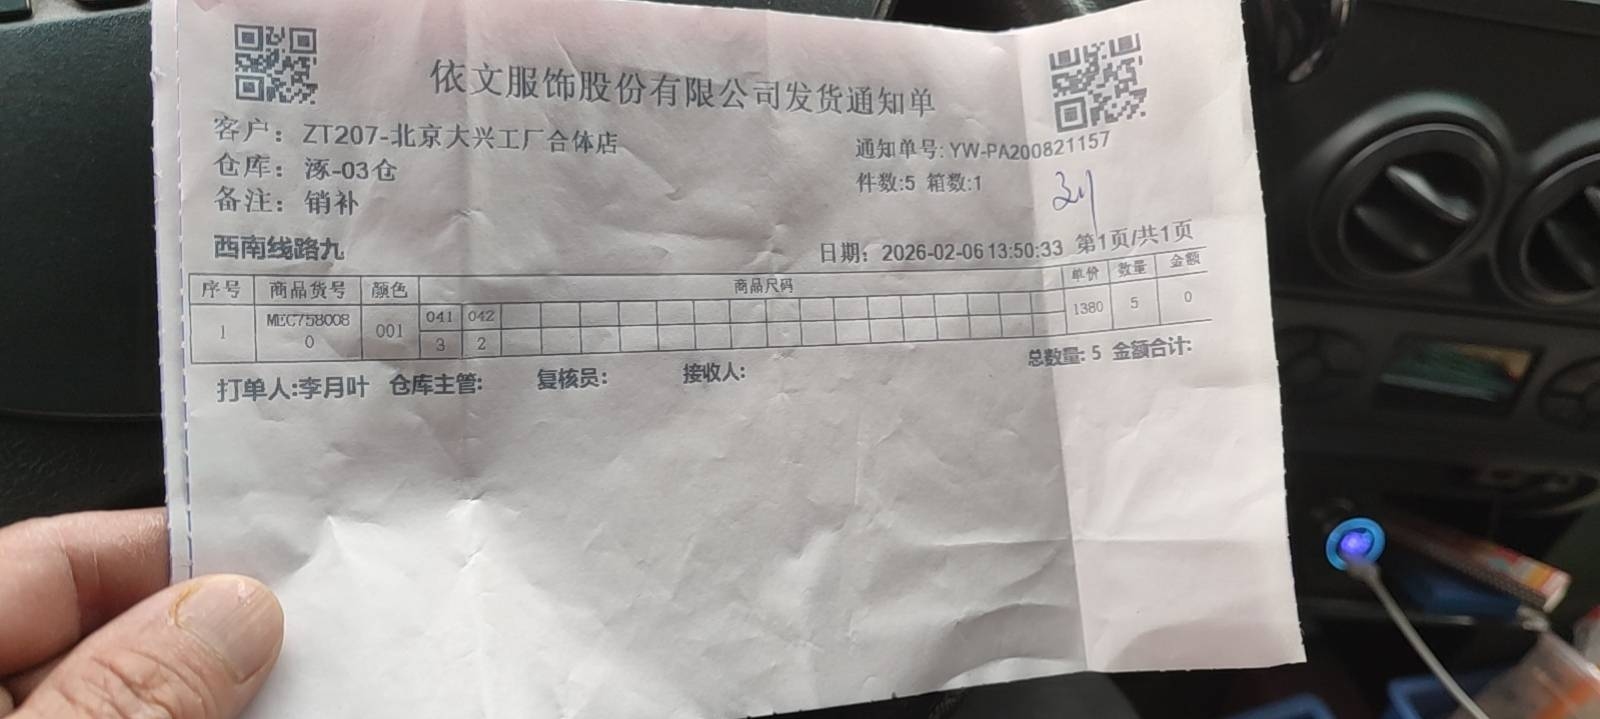 依文服饰股份有限公司发货通知单
客户: ZT207-北京大兴工厂合体店
通知单号: YW-PA200821157
仓库: 涿-03仓
件数:5 箱数:1
备注: 销补
西南线路九
日期: 2026-02-06 13:50:33 第1页/共1页
序号 商品货号 颜色 商品尺码 单价 数量 金额
1 MEC7580080 001 041 042 1380 5 0
3 2
总数量: 5 金额合计:
打单人:李月叶 仓库主管: 复核员: 接收人: